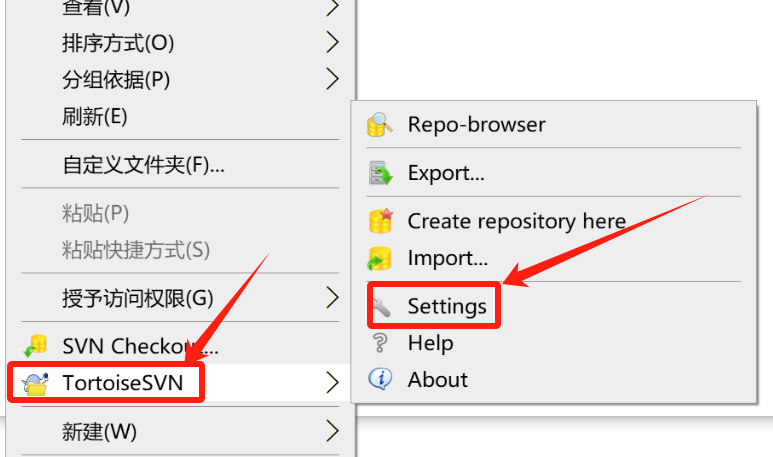 查看(V)
排序方式(O)
分组依据(P)
刷新(E)
自定义文件夹(F)...
粘贴(P)
粘贴快捷方式(S)
授予访问权限(G)
SVN Checkout...
TortoiseSVN
新建(W)
Repo-browser
Export...
Create repository here
Import...
Settings
Help
About